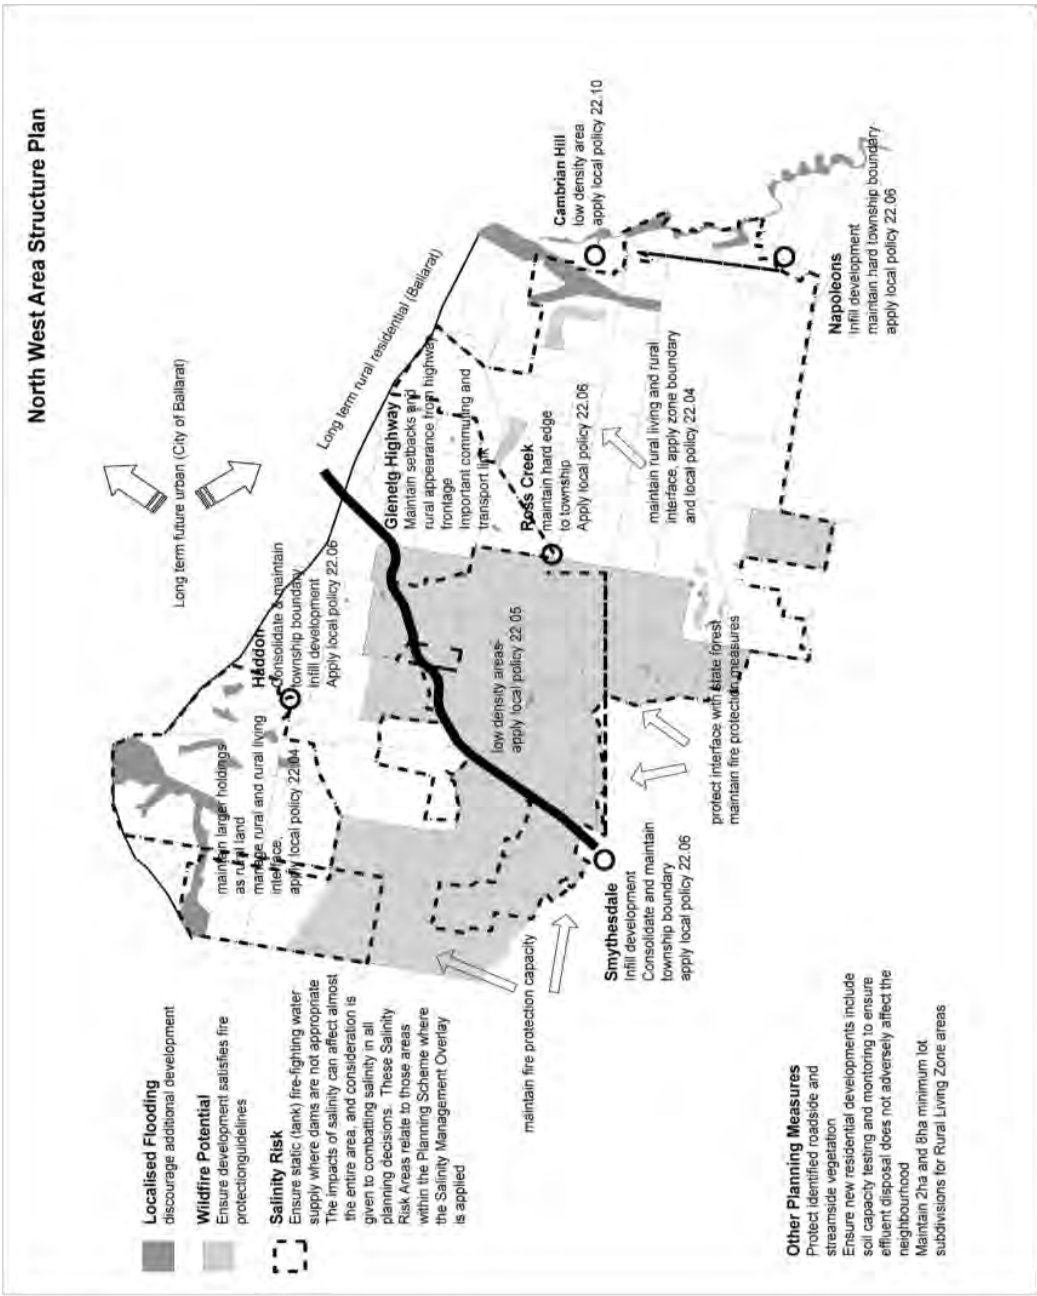 North West Area Structure Plan
Long term future urban (City of Ballarat)
Long term rural residential (Ballarat)
Haddon
Consolidate & maintain
township boundary
Infill development
Apply local policy 22.06
maintain larger holdings
as rural land
manage rural and rural living
interface,
apply local policy 22.04
Glenelg Highway
Maintain setbacks and
rural appearance from highway
frontage
Important commuting and
transport link
Cambrian Hill
low density area
apply local policy 22.10
Ross Creek
maintain hard edge
to township
Apply local policy 22.06
low density areas-
apply local policy 22.05
maintain rural living and rural
interface, apply zone boundary
and local policy 22.04
Napoleons
Infill development
maintain hard township boundary
apply local policy 22.06
protect interface with state forest
maintain fire protection measures
Smythesdale
Infill development
Consolidate and maintain
township boundary
apply local policy 22.06
maintain fire protection capacity
Localised Flooding
discourage additional development
Wildfire Potential
Ensure development satisfies fire
protectionguidelines
Salinity Risk
Ensure static (tank) fire-fighting water
supply where dams are not appropriate
The impacts of salinity can affect almost
the entire area, and consideration is
given to combatting salinity in all
planning decisions. These Salinity
Risk Areas relate to those areas
within the Planning Scheme where
the Salinity Management Overlay
is applied
Other Planning Measures
Protect identified roadside and
streamside vegetation
Ensure new residential developments include
soil capacity testing and montoring to ensure
effluent disposal does not adversely affect the
neighbourhood
Maintain 2ha and 8ha minimum lot
subdivisions for Rural Living Zone areas